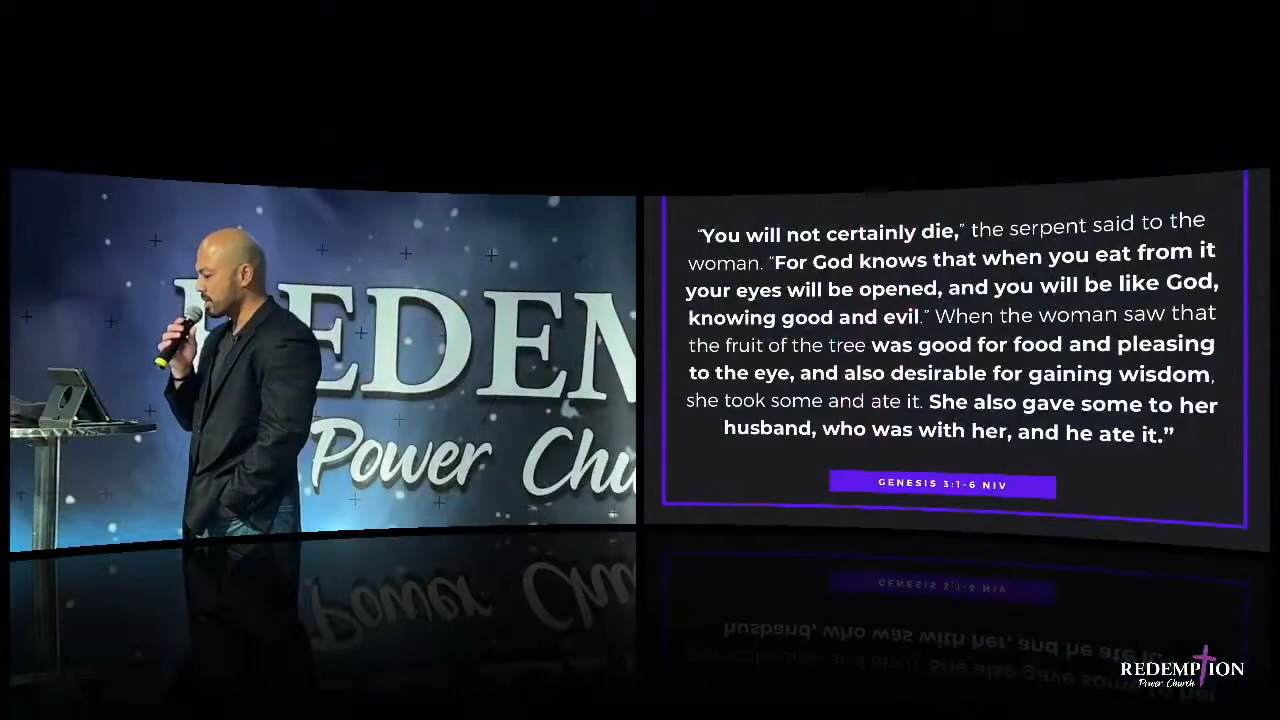 REDEM
Power Chu
"You will not certainly die," the serpent said to the
woman. "For God knows that when you eat from it
your eyes will be opened, and you will be like God,
knowing good and evil." When the woman saw that
the fruit of the tree was good for food and pleasing
to the eye, and also desirable for gaining wisdom,
she took some and ate it. She also gave some to her
husband, who was with her, and he ate it.”
GENESIS 3:1-6 NIV
REDEMPTION
Power Church